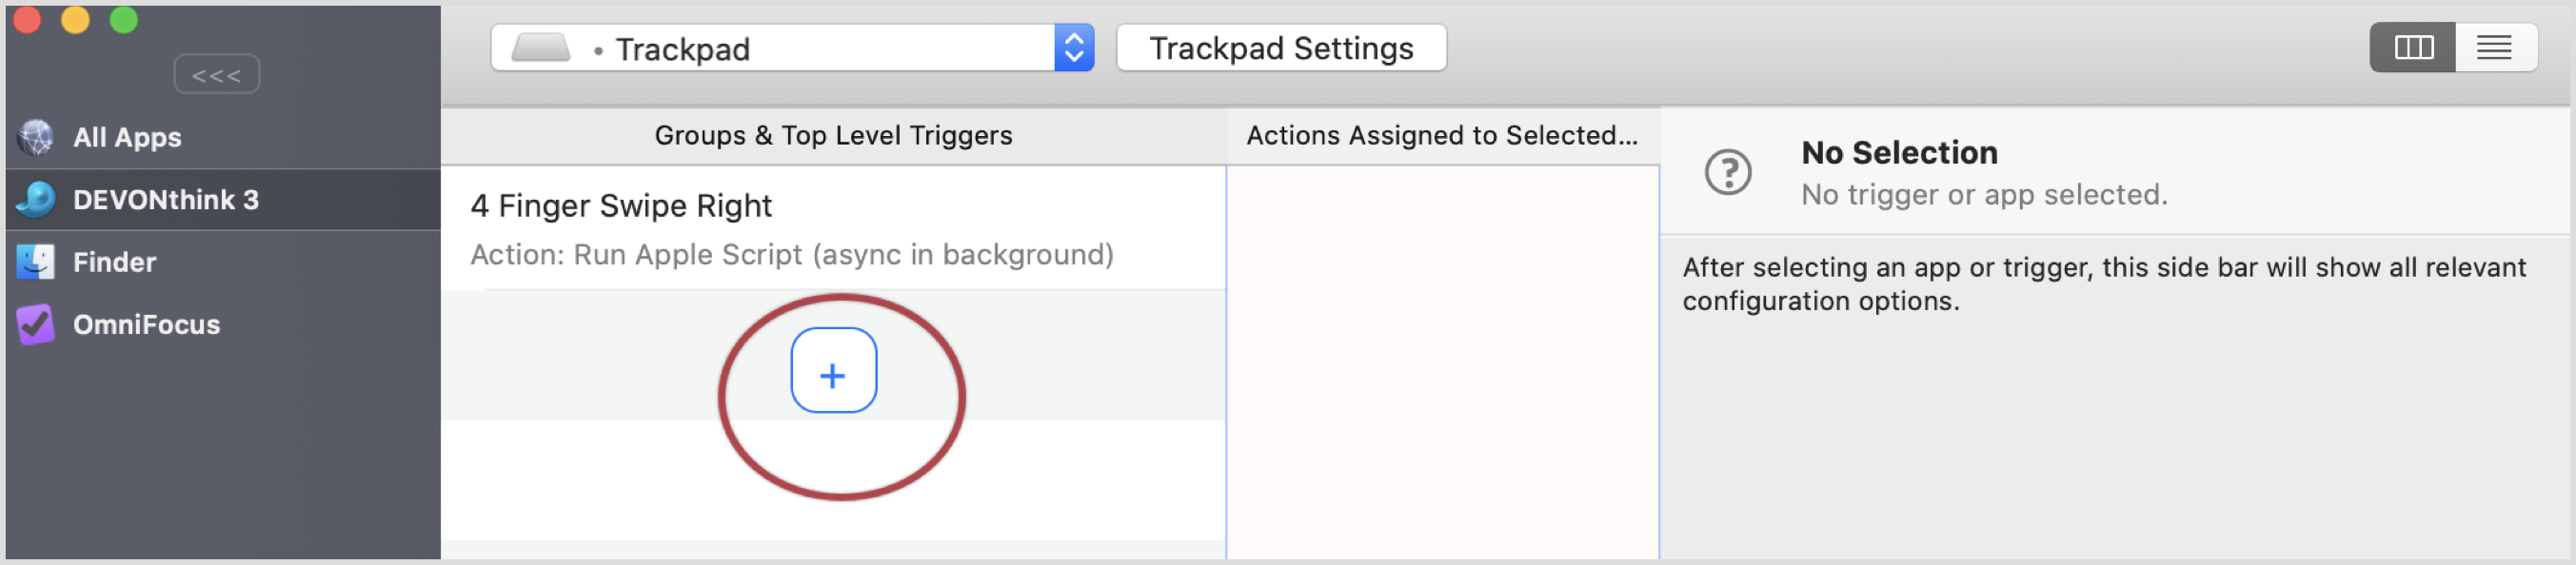 • Trackpad
Trackpad Settings
<<<
All Apps
DEVONthink 3
Finder
OmniFocus
Groups & Top Level Triggers
4 Finger Swipe Right
Action: Run Apple Script (async in background)
+
Actions Assigned to Selected...
?
No Selection
No trigger or app selected.
After selecting an app or trigger, this side bar will show all relevant
configuration options.